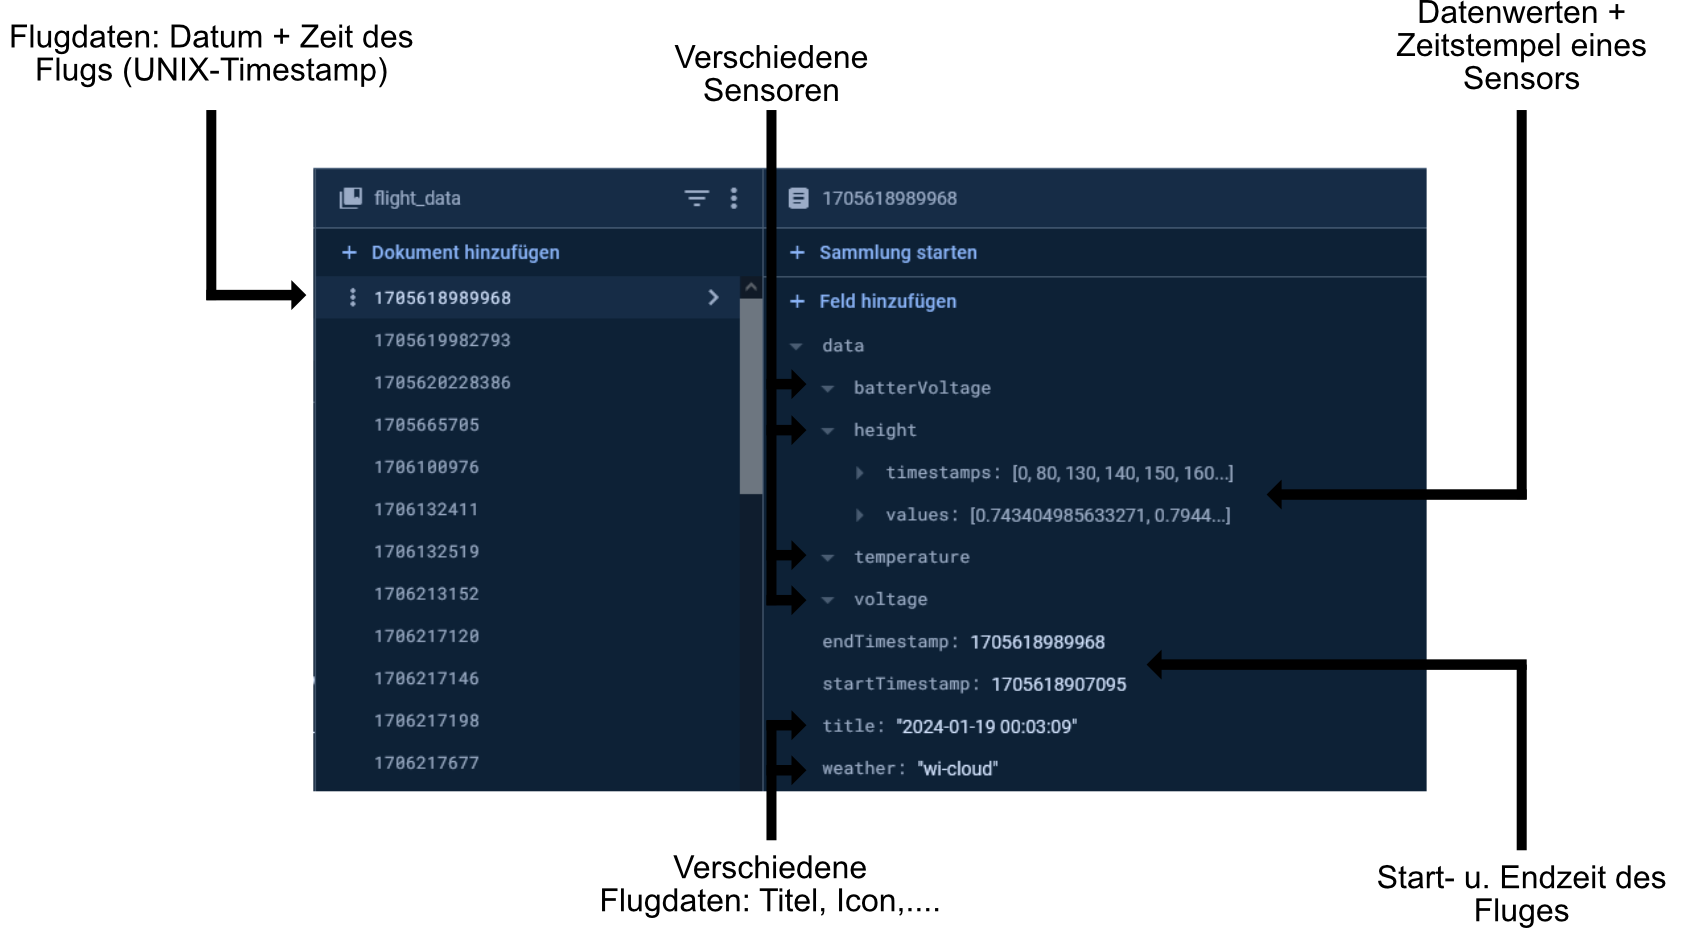 Flugdaten: Datum + Zeit des
Flugs (UNIX-Timestamp)
Verschiedene
Sensoren
Datenwerten +
Zeitstempel eines
Sensors
flight_data
+ Dokument hinzufügen
1705618989968
1705619982793
1705620228386
1705665705
1706100976
1706132411
1706132519
1706213152
1706217120
1706217146
1706217198
1706217677
1705618989968
+ Sammlung starten
+ Feld hinzufügen
data
batterVoltage
height
timestamps: [0, 80, 130, 140, 150, 160...]
values: [0.743404985633271, 0.7944...]
temperature
voltage
endTimestamp: 1705618989968
startTimestamp: 1705618907095
title: "2024-01-19 00:03:09"
weather: "wi-cloud"
Verschiedene
Flugdaten: Titel, Icon,....
Start- u. Endzeit des
Fluges